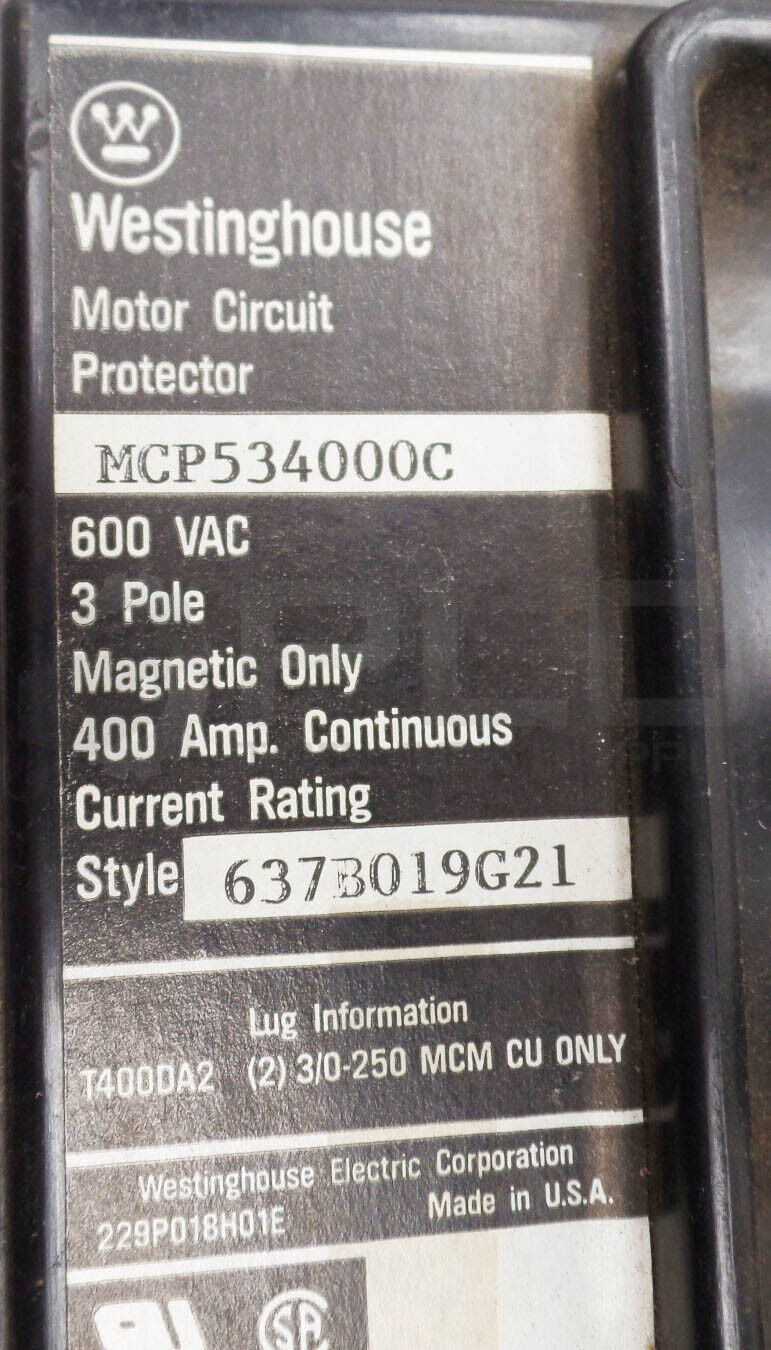 Westinghouse
Motor Circuit
Protector
MCP534000C
600 VAC
3 Pole
Magnetic Only
400 Amp. Continuous
Current Rating
Style 637B019G21
Lug Information
T400DA2 (2) 3/0-250 MCM CU ONLY
Westinghouse Electric Corporation
229P018H01E Made in U.S.A.